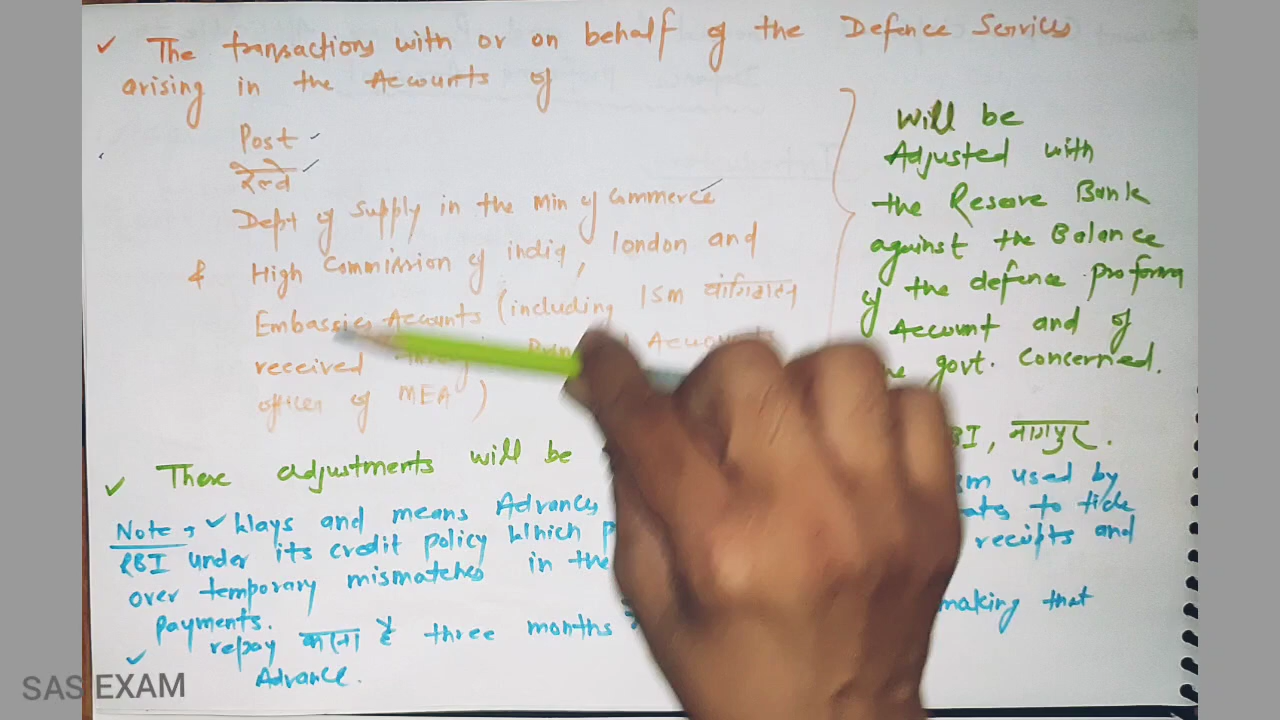 ✓ The transactions with or on behalf of the Defence Services
arising in the Accounts of
Post ✓
रेल्वे ✓
Dept of Supply in the Min of Commerce ✓
& High Commission of india, london and
Embassies Accounts (including ISM
received Accounts
officer of MEA)
Will be
Adjusted with
the Reserve Bank
against the Balance
of the defence proforma
Account and of
govt. concerned.
✓ These adjustments will be BI, नागपुर.
Note → ✓ Ways and means Advances used by
RBI under its credit policy Which to tide
over temporary mismatches in the receipts and
payments.
✓ repay करना है three months making that
Advance.
SAS EXAM